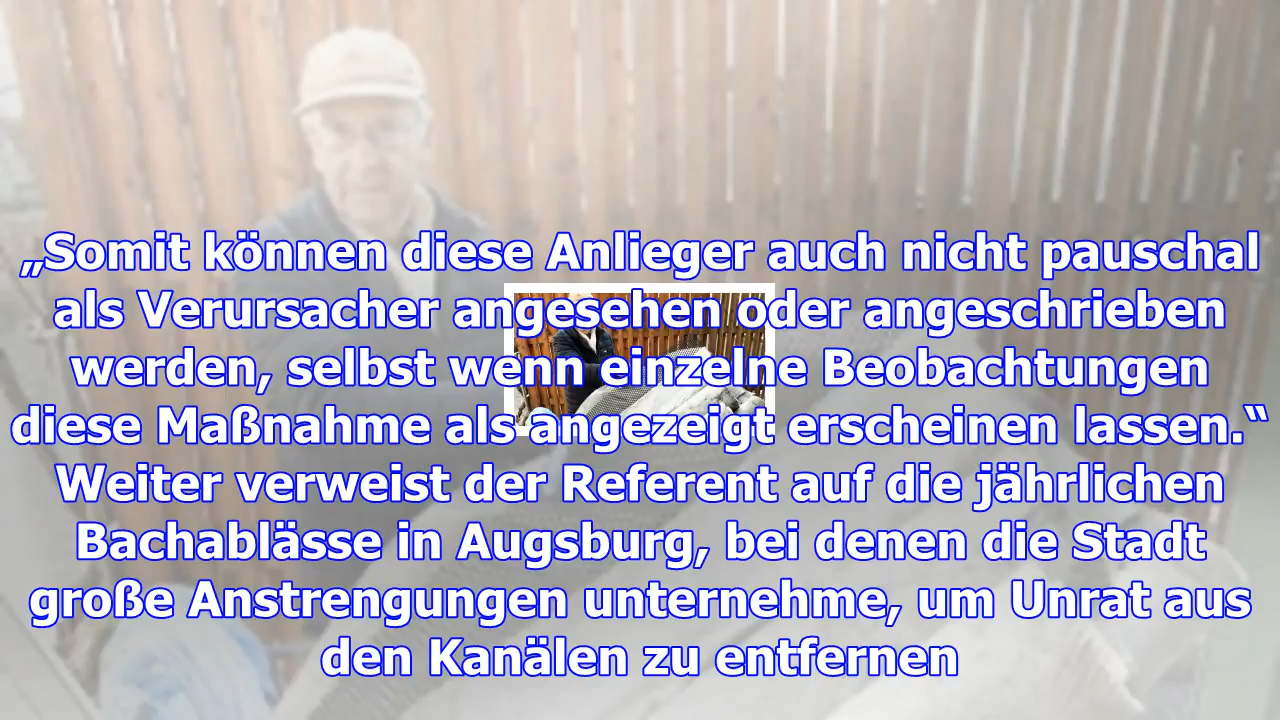 „Somit können diese Anlieger auch nicht pauschal
als Verursacher angesehen oder angeschrieben
werden, selbst wenn einzelne Beobachtungen
diese Maßnahme als angezeigt erscheinen lassen.“
Weiter verweist der Referent auf die jährlichen
Bachablässe in Augsburg, bei denen die Stadt
große Anstrengungen unternehme, um Unrat aus
den Kanälen zu entfernen